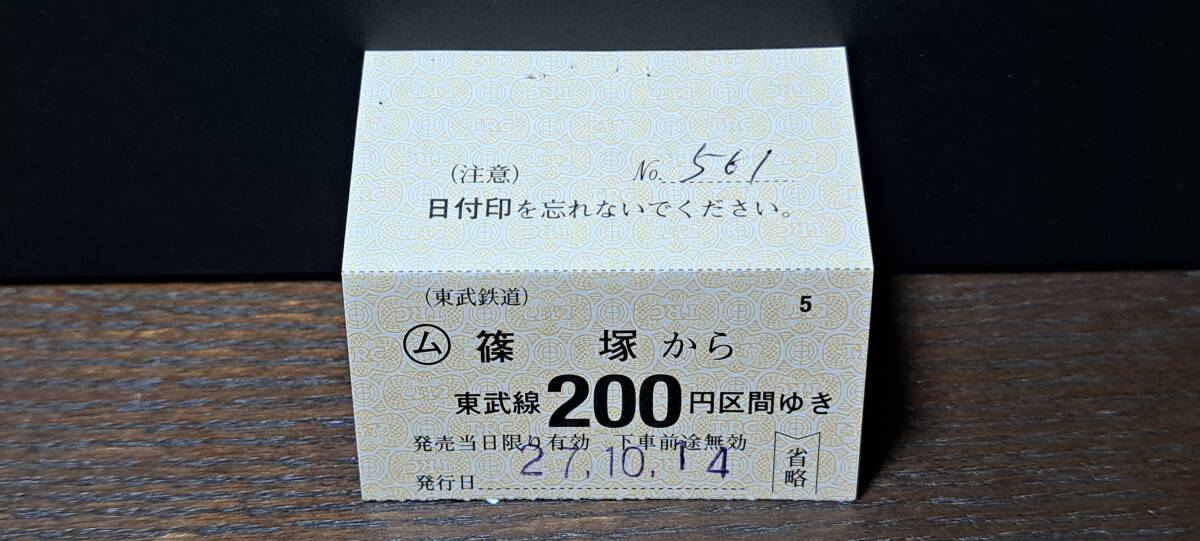 (注意) No. 561
日付印を忘れないでください。
(東武鉄道) 5
㋰ 篠塚から
東武線200円区間ゆき
発売当日限り有効 下車前途無効
発行日 27.10.14
省略